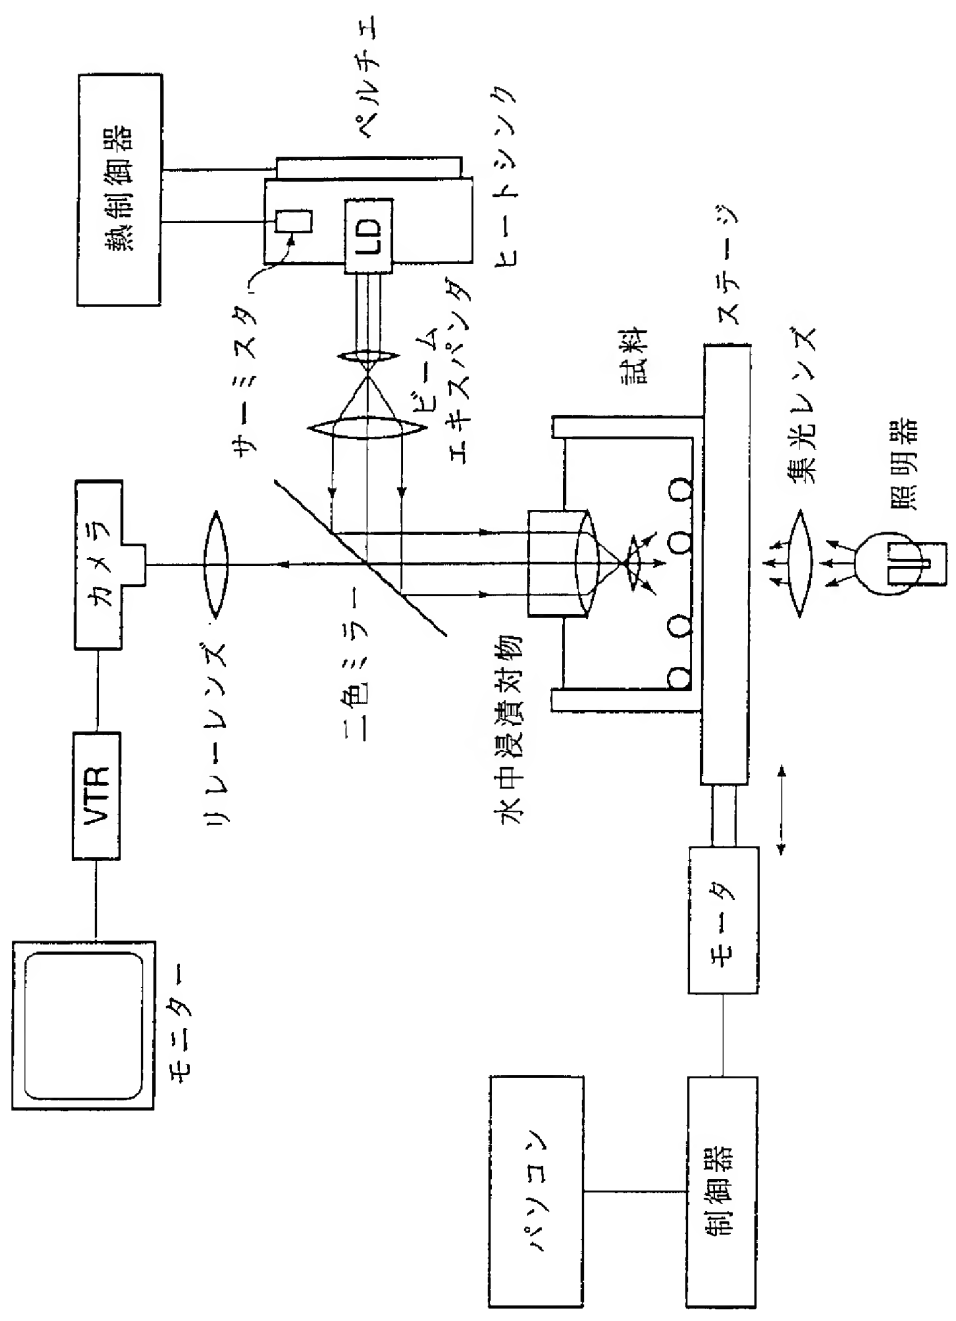 熱制御器
ペルチェ
ヒートシンク
LD
サーミスタ
ビーム
エキスパンダ
カメラ
VTR
モニター
リレーレンズ
二色ミラー
水中浸漬対物
試料
ステージ
集光レンズ
照明器
モータ
制御器
パソコン